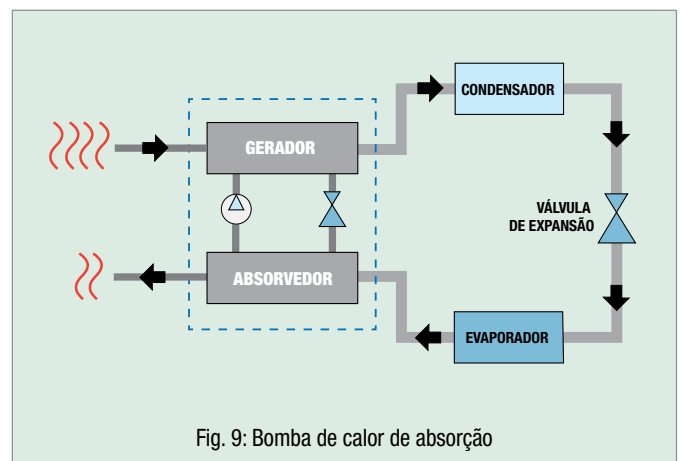 CONDENSADOR
GERADOR
VÁLVULA
DE EXPANSÃO
ABSORVEDOR
EVAPORADOR
Fig. 9: Bomba de calor de absorção